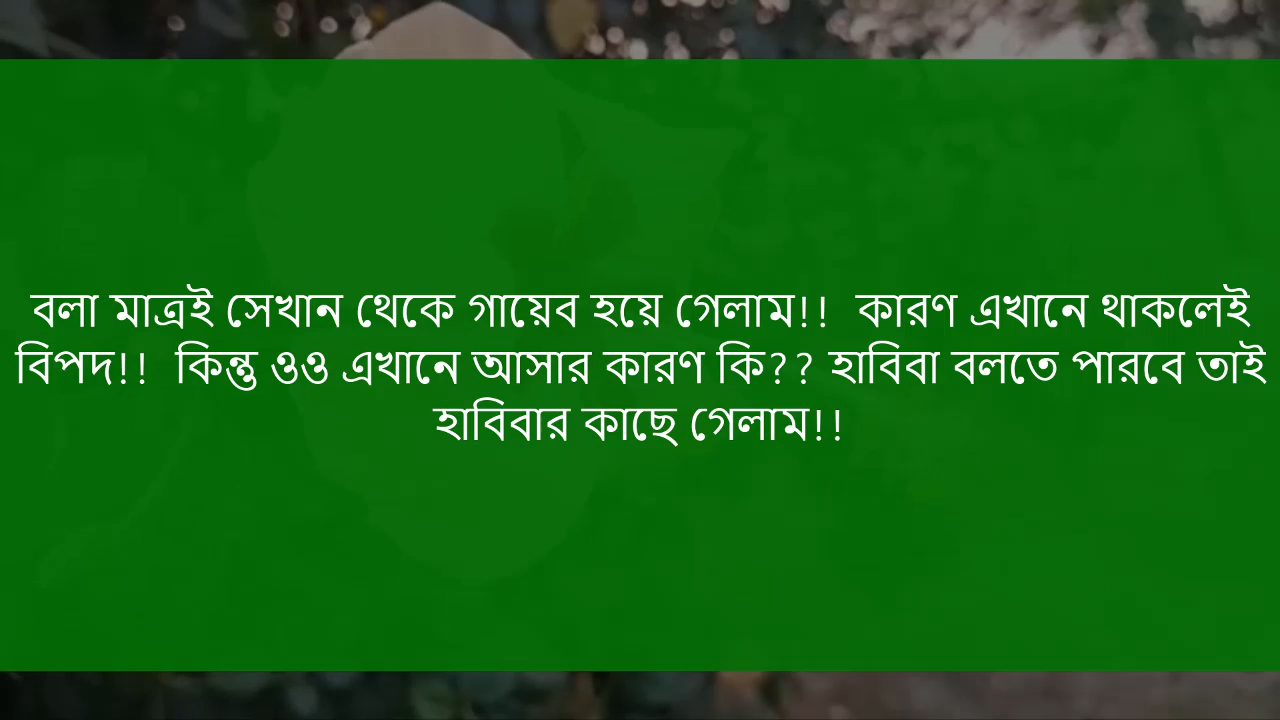 বলা মাত্রই সেখান থেকে গায়েব হয়ে গেলাম!! কারণ এখানে থাকলেই
বিপদ!! কিন্তু ওও এখানে আসার কারণ কি?? হাবিবা বলতে পারবে তাই
হাবিবার কাছে গেলাম!!